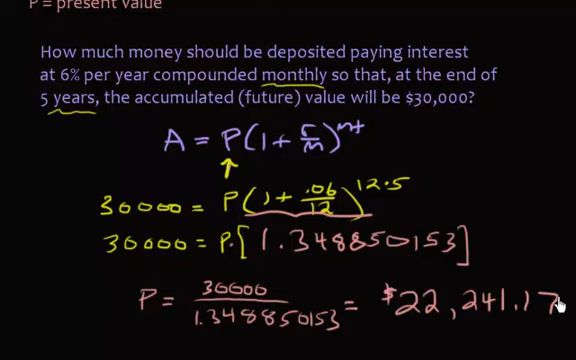 P = present value
How much money should be deposited paying interest
at 6% per year compounded monthly so that, at the end of
5 years, the accumulated (future) value will be $30,000?
A = P(1 + r/m)^mt
30000 = P(1 + .06/12)^12·5
30000 = P·[1.348850153]
P = 30000/1.348850153 = $22,241.17